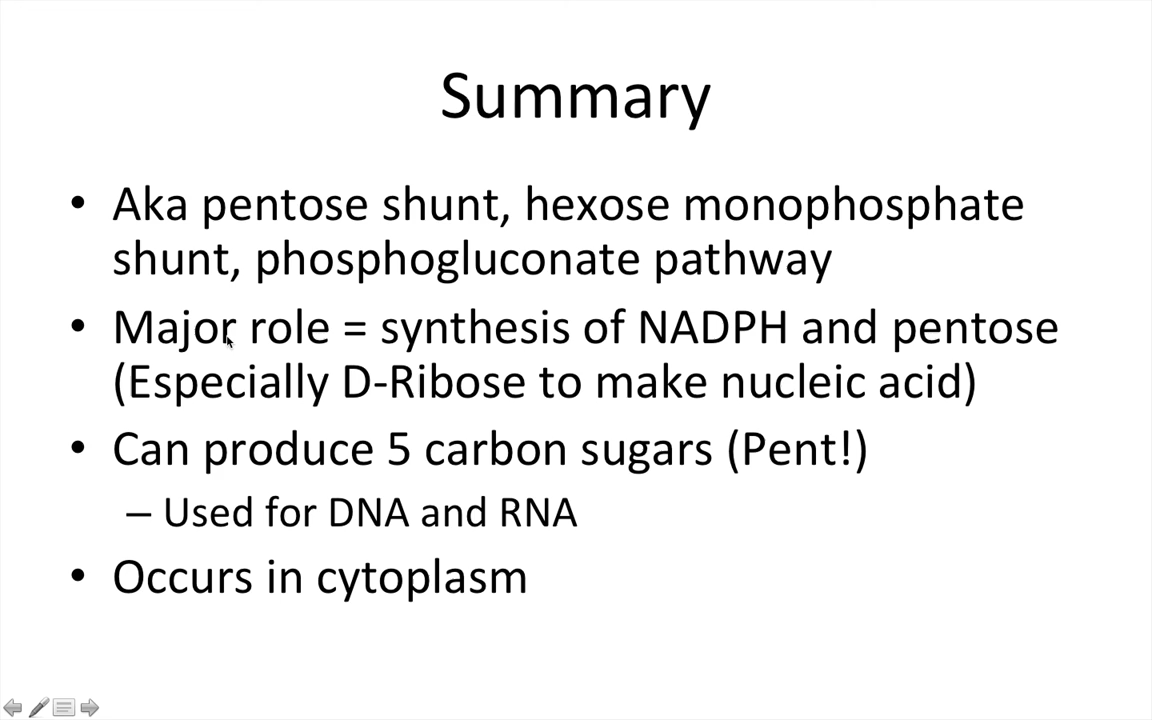 Summary
• Aka pentose shunt, hexose monophosphate
shunt, phosphogluconate pathway
• Major role = synthesis of NADPH and pentose
(Especially D-Ribose to make nucleic acid)
• Can produce 5 carbon sugars (Pent!)
– Used for DNA and RNA
• Occurs in cytoplasm